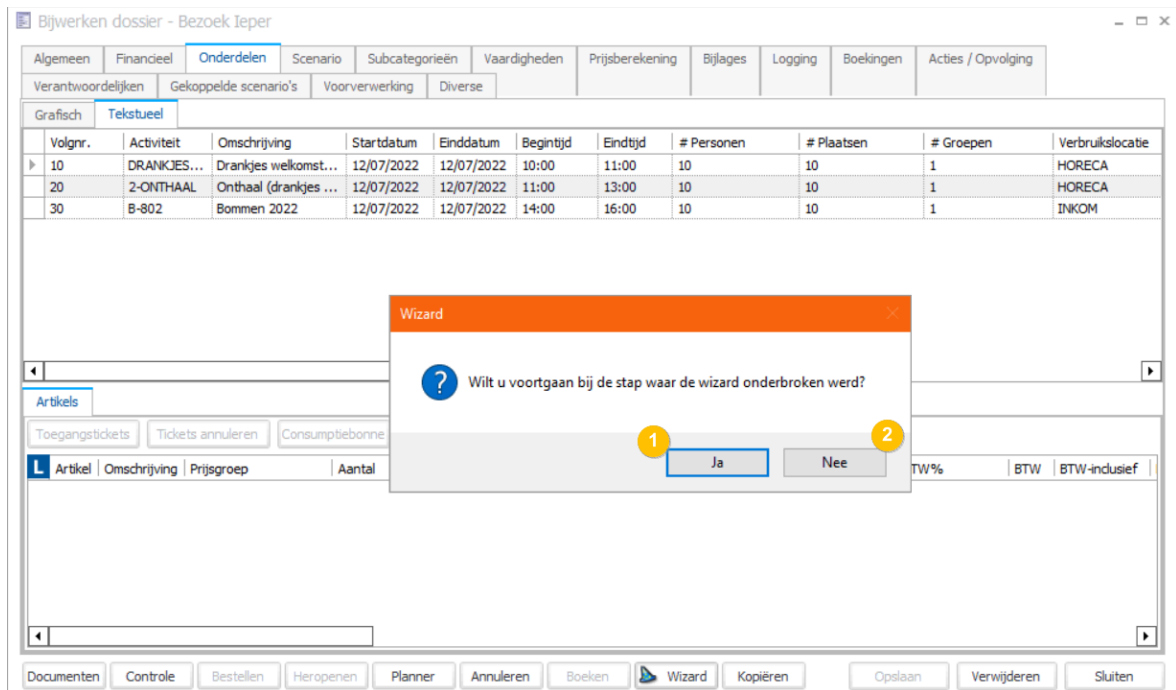 Bijwerken dossier - Bezoek Ieper
Algemeen Financieel Onderdelen Scenario Subcategorieën Vaardigheden Prijsberekening Bijlages Logging Boekingen Acties / Opvolging
Verantwoordelijken Gekoppelde scenario's Voorverwerking Diverse
Grafisch Tekstueel
Volgnr. Activiteit Omschrijving Startdatum Einddatum Begintijd Eindtijd # Personen # Plaatsen # Groepen Verbruikslocatie
10 DRANKJES... Drankjes welkomst... 12/07/2022 12/07/2022 10:00 11:00 10 10 1 HORECA
20 2-ONTHAAL Onthaal (drankjes ... 12/07/2022 12/07/2022 11:00 13:00 10 10 1 HORECA
30 B-802 Bommen 2022 12/07/2022 12/07/2022 14:00 16:00 10 10 1 INKOM
Wizard
? Wilt u voortgaan bij de stap waar de wizard onderbroken werd?
1 2
Ja Nee
Artikels
Toegangstickets Tickets annuleren Consumptiebonne
L Artikel Omschrijving Prijsgroep Aantal TW% BTW BTW-inclusief
Documenten Controle Bestellen Heropenen Planner Annuleren Boeken Wizard Kopiëren Opslaan Verwijderen Sluiten